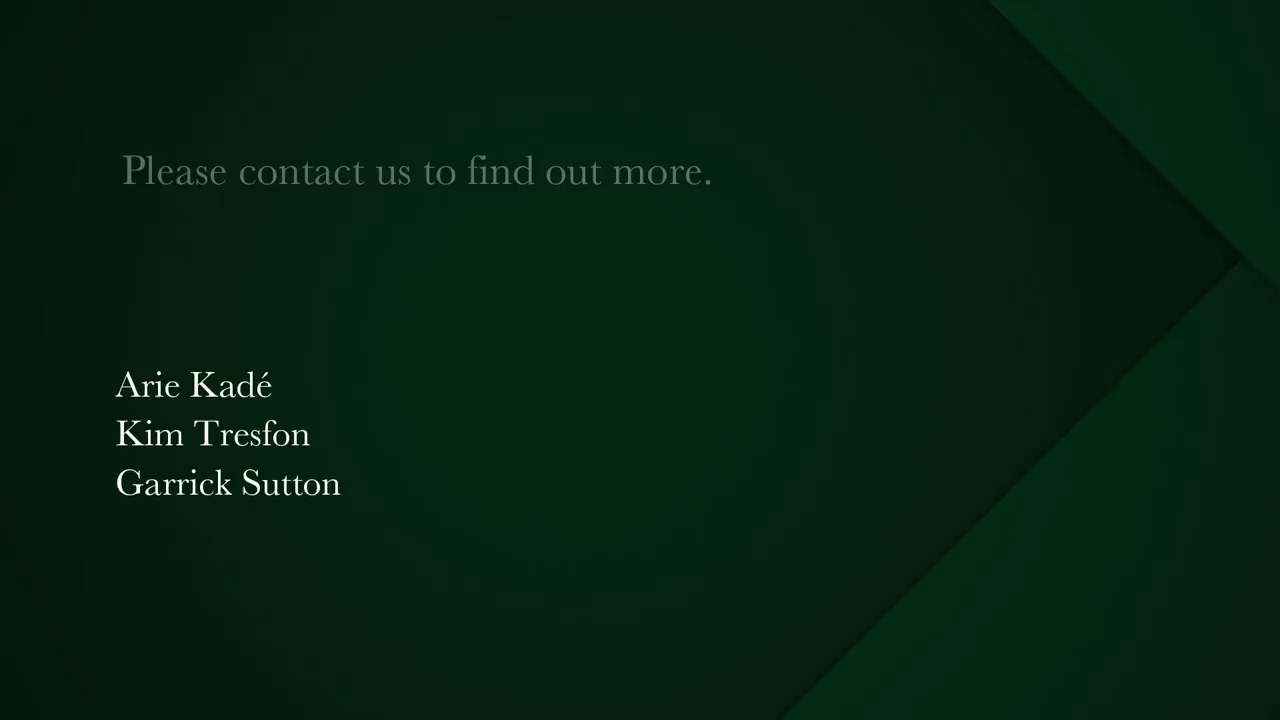 Please contact us to find out more.
Arie Kadé
Kim Tresfon
Garrick Sutton